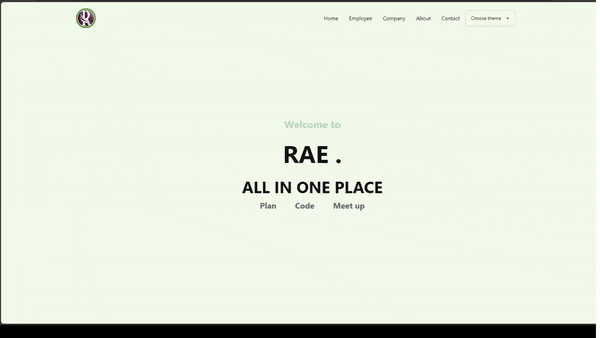 Home Employee Company About Contact Choose theme
Welcome to
RAE .
ALL IN ONE PLACE
Plan Code Meet up